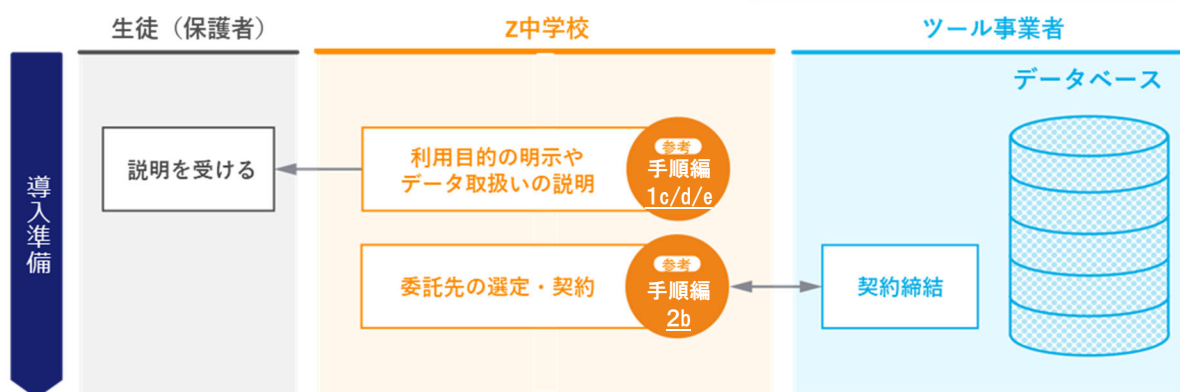 生徒（保護者）
Z中学校
ツール事業者
導入準備
データベース
説明を受ける
利用目的の明示や
データ取扱いの説明
参考
手順編
1c/d/e
委託先の選定・契約
参考
手順編
2b
契約締結